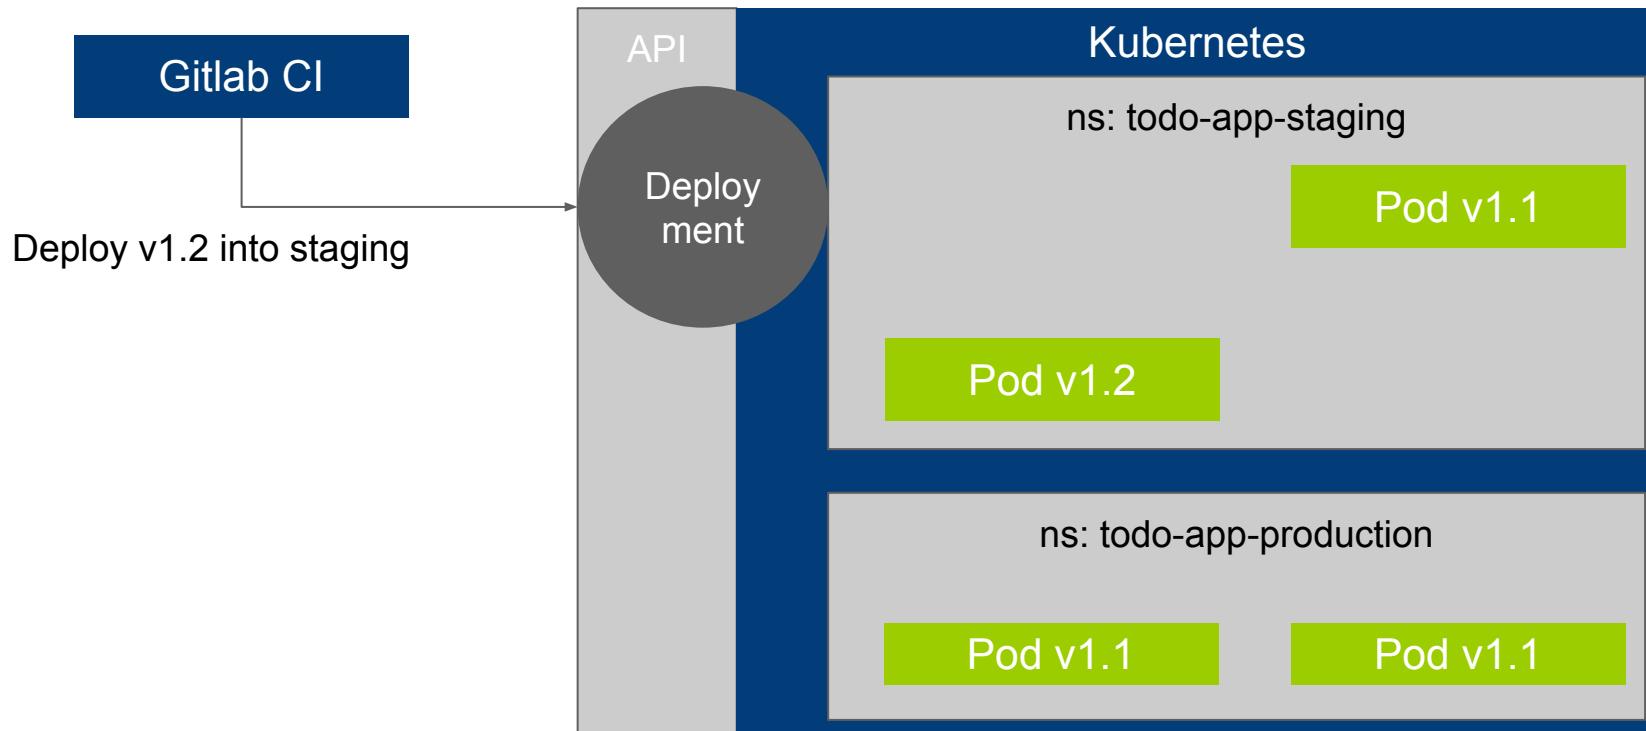 Gitlab CI
Deploy v1.2 into staging
API
Deploy
ment
Kubernetes
ns: todo-app-staging
Pod v1.1
Pod v1.2
ns: todo-app-production
Pod v1.1
Pod v1.1